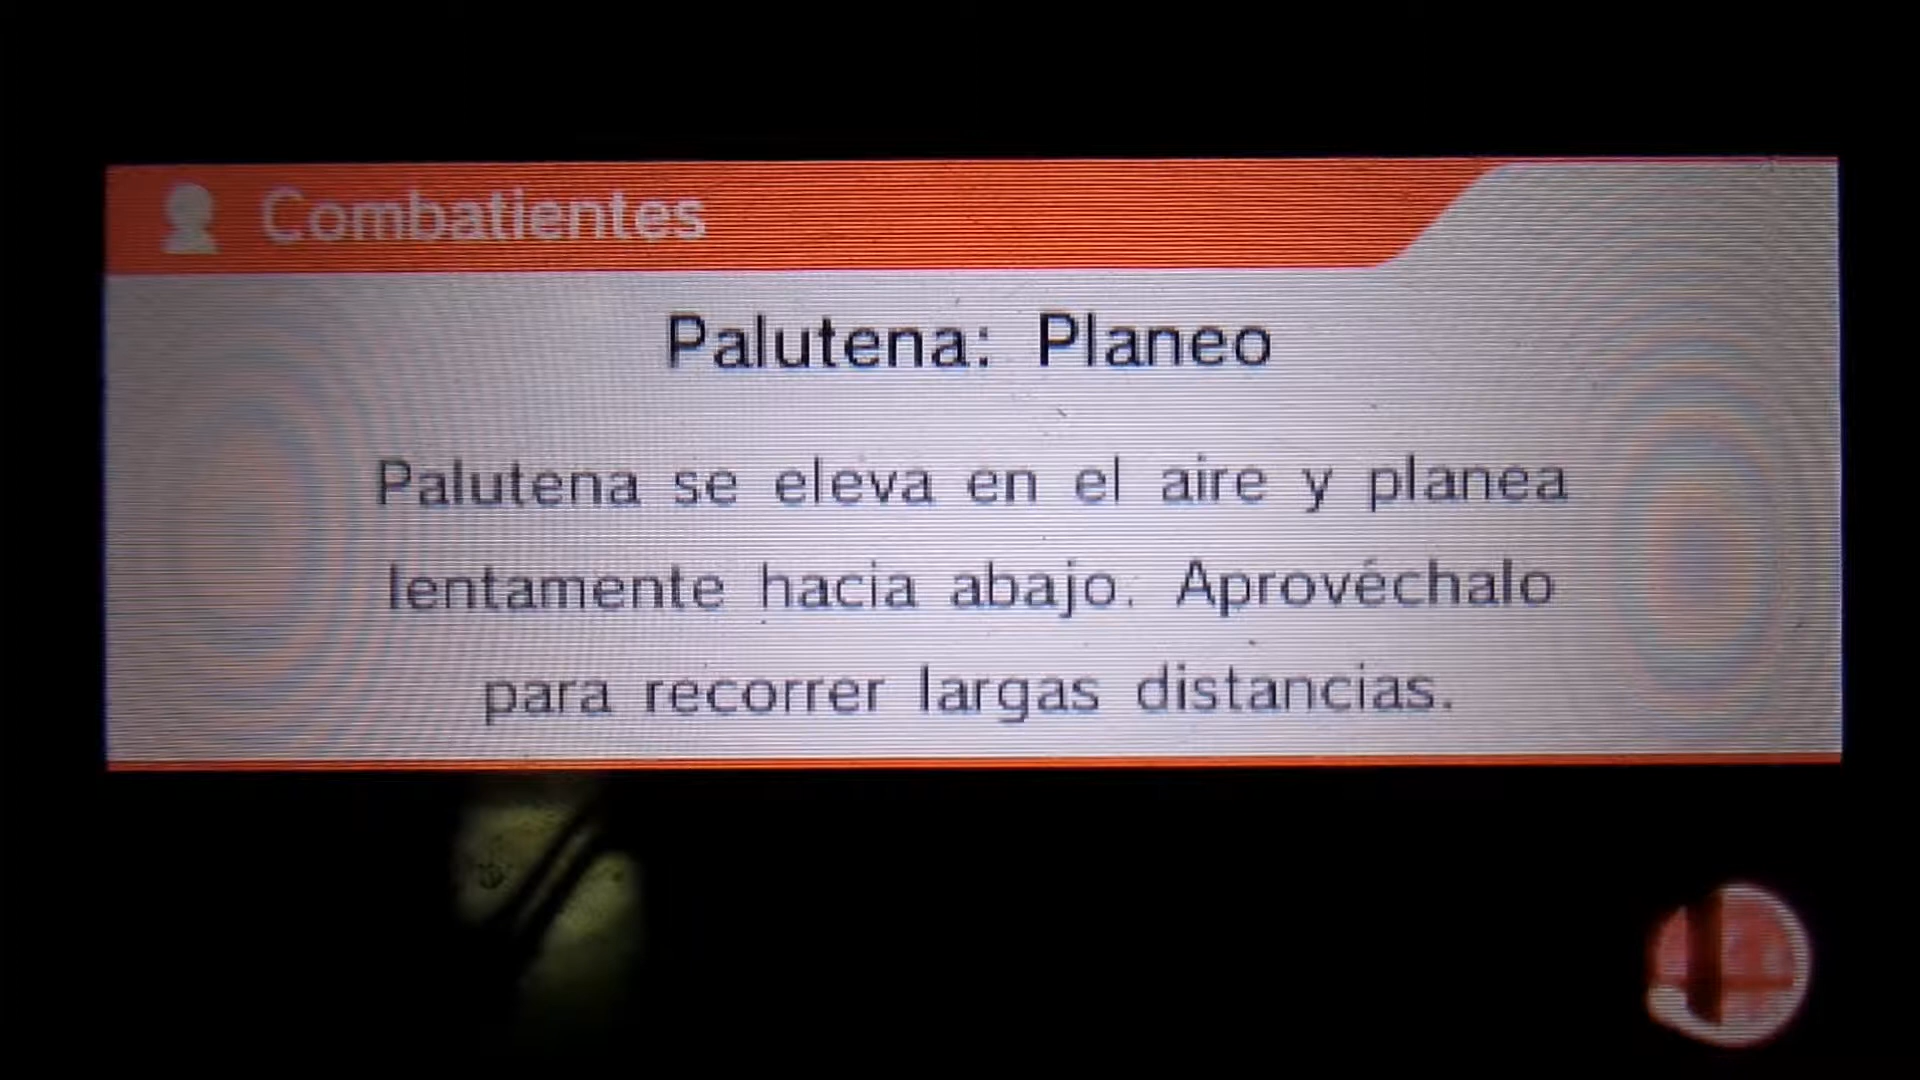 Combatientes
Palutena: Planeo
Palutena se eleva en el aire y planea
lentamente hacia abajo. Aprovéchalo
para recorrer largas distancias.